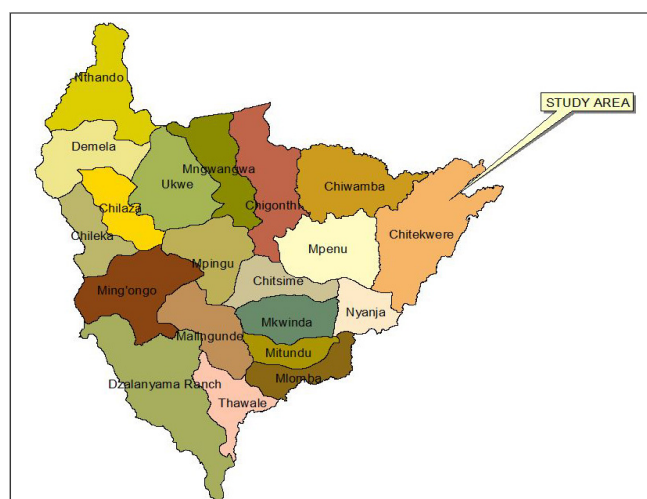 Nthando
STUDY AREA
Demela
Mngwangwa
Ukwe
Chiwamba
Chilaza
Chigonthi
Chileka
Chitekwere
Mpenu
Mpingu
Chitsime
Ming'ongo
Nyanja
Mkwinda
Malingunde
Mitundu
Mlomba
Dzalanyama Ranch
Thawale